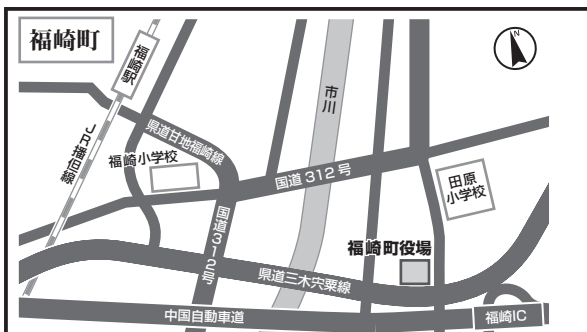 福崎町
N
福崎駅
市川
県道甘地福崎線
JR播但線
福崎小学校
国道312号
田原
小学校
国道312号
福崎町役場
県道三木宍粟線
中国自動車道
福崎IC